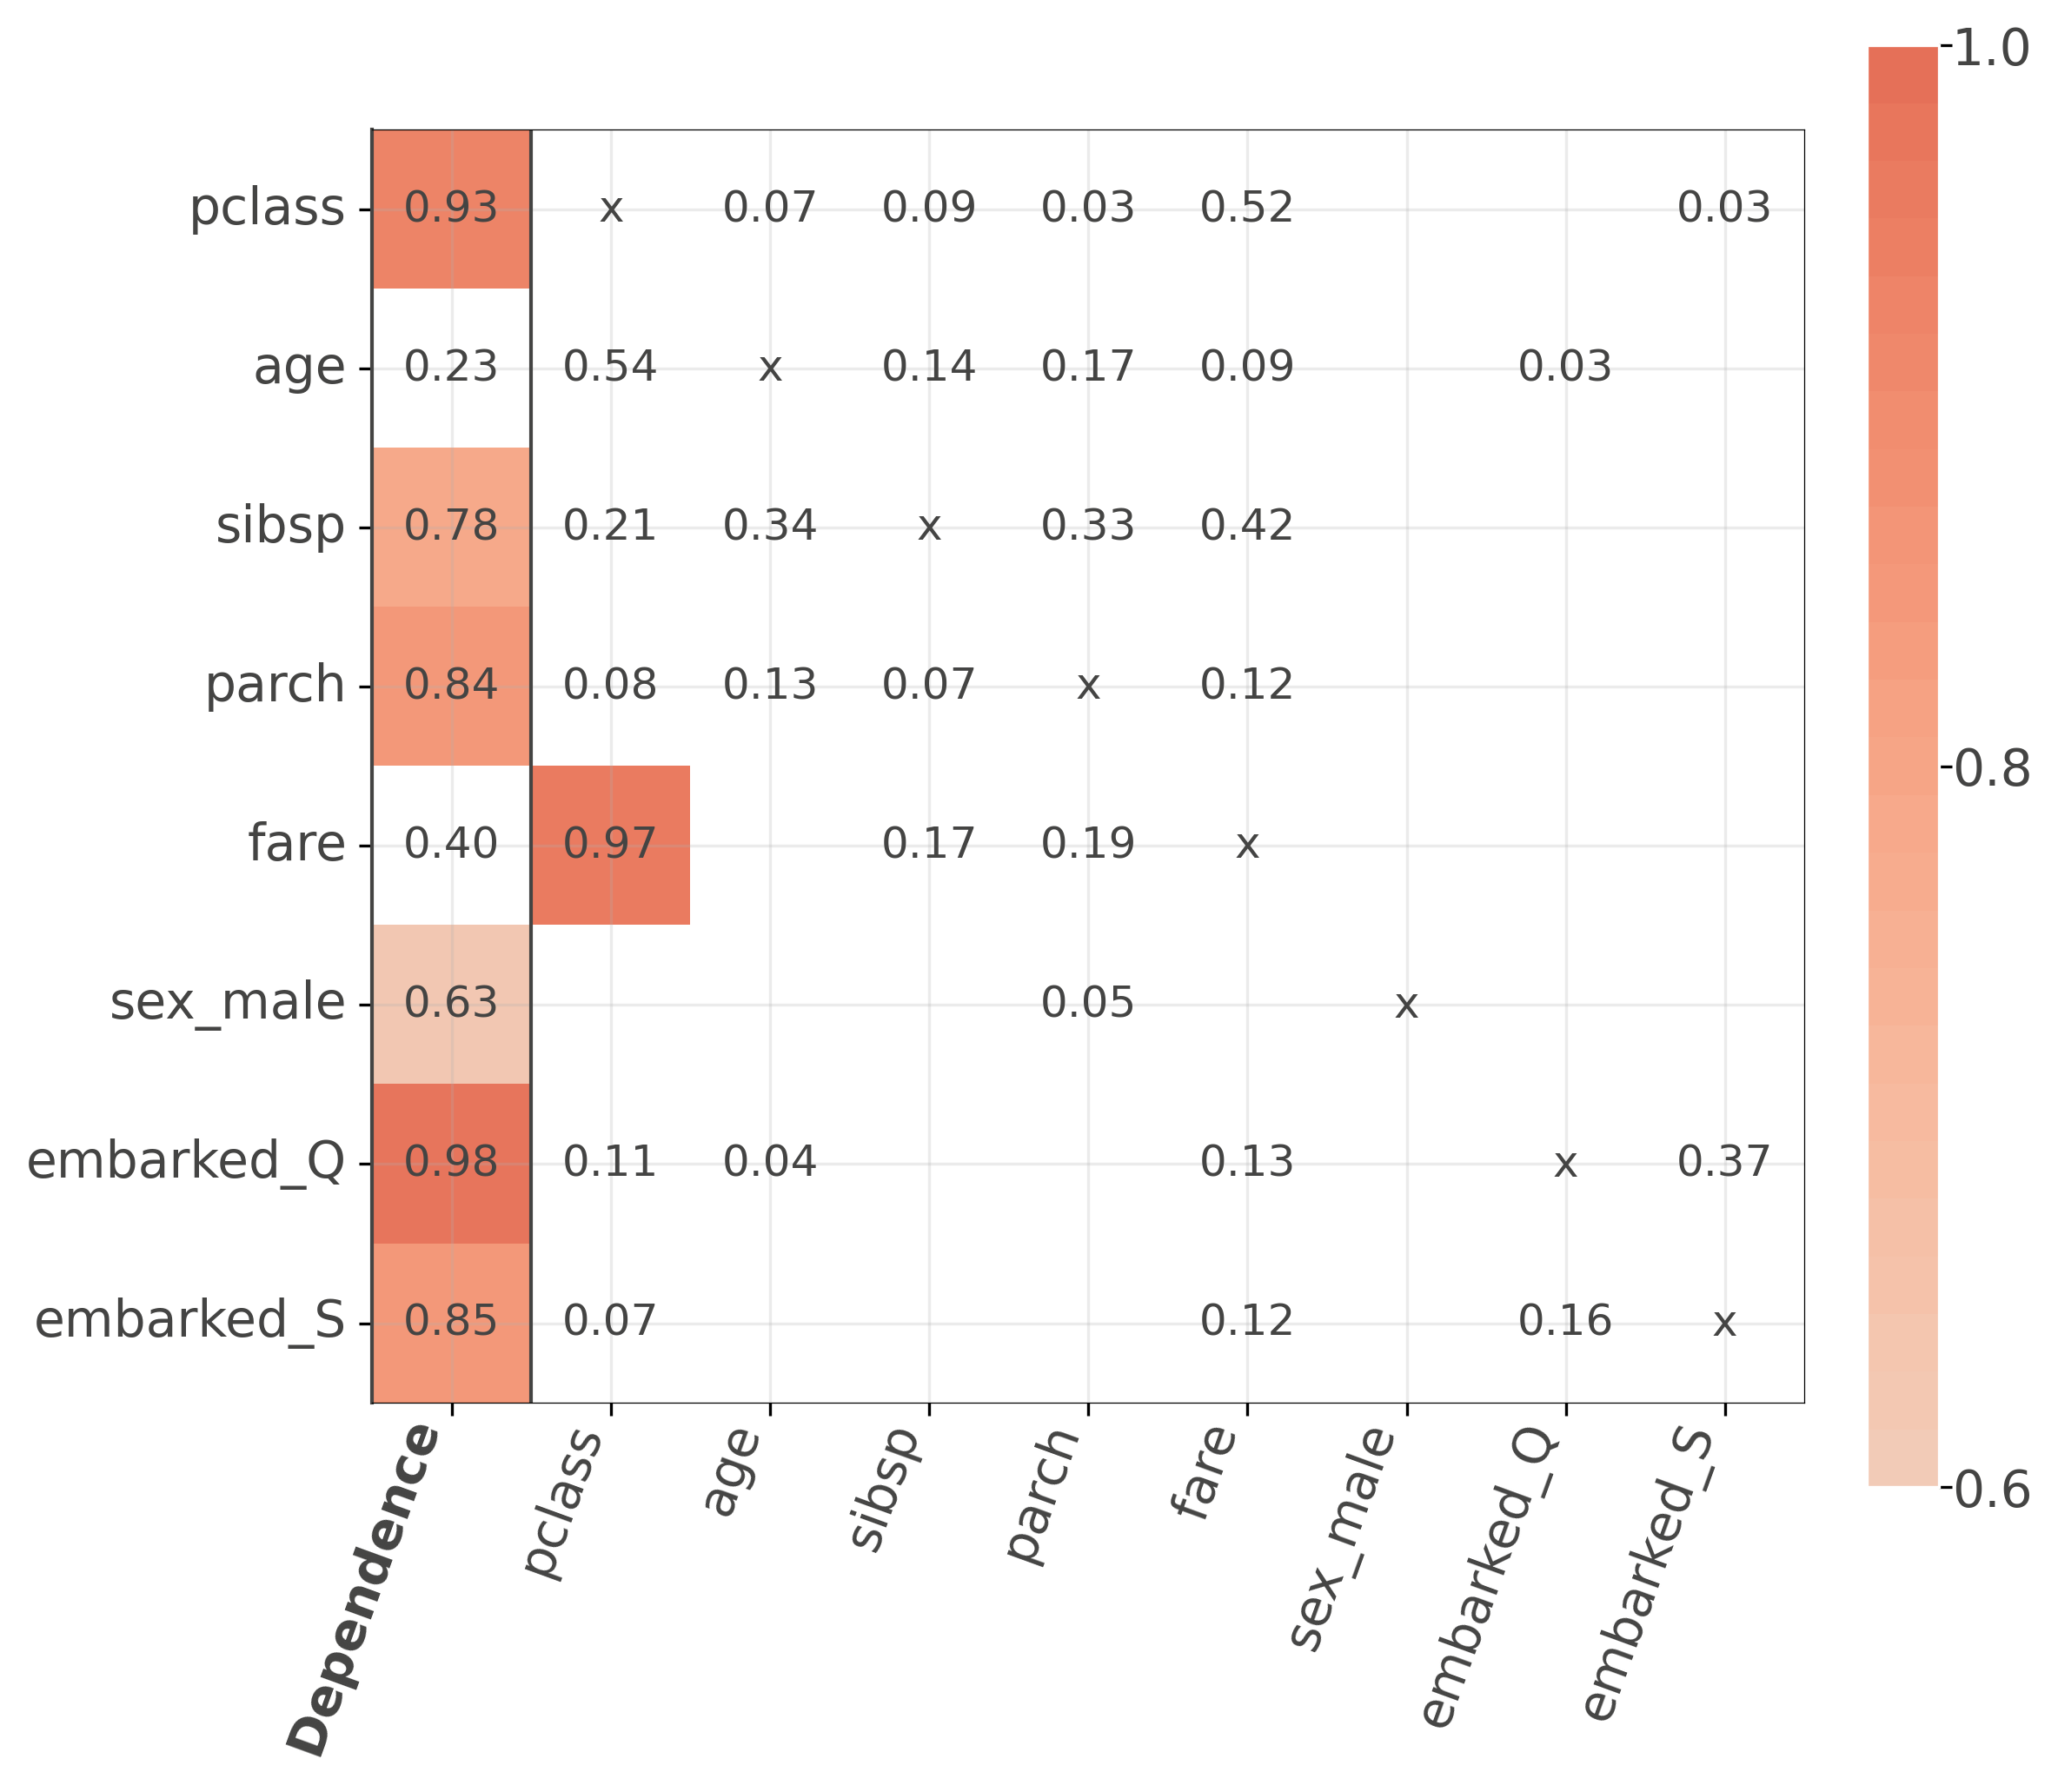 1.0
pclass 0.93 x 0.07 0.09 0.03 0.52 0.03
age 0.23 0.54 x 0.14 0.17 0.09 0.03
sibsp 0.78 0.21 0.34 x 0.33 0.42
parch 0.84 0.08 0.13 0.07 x 0.12
0.8
fare 0.40 0.97 0.17 0.19 x
sex_male 0.63 0.05 x
embarked_Q 0.98 0.11 0.04 0.13 x 0.37
embarked_S 0.85 0.07 0.12 0.16 x
0.6
Dependence pclass age sibsp parch fare sex_male embarked_Q embarked_S